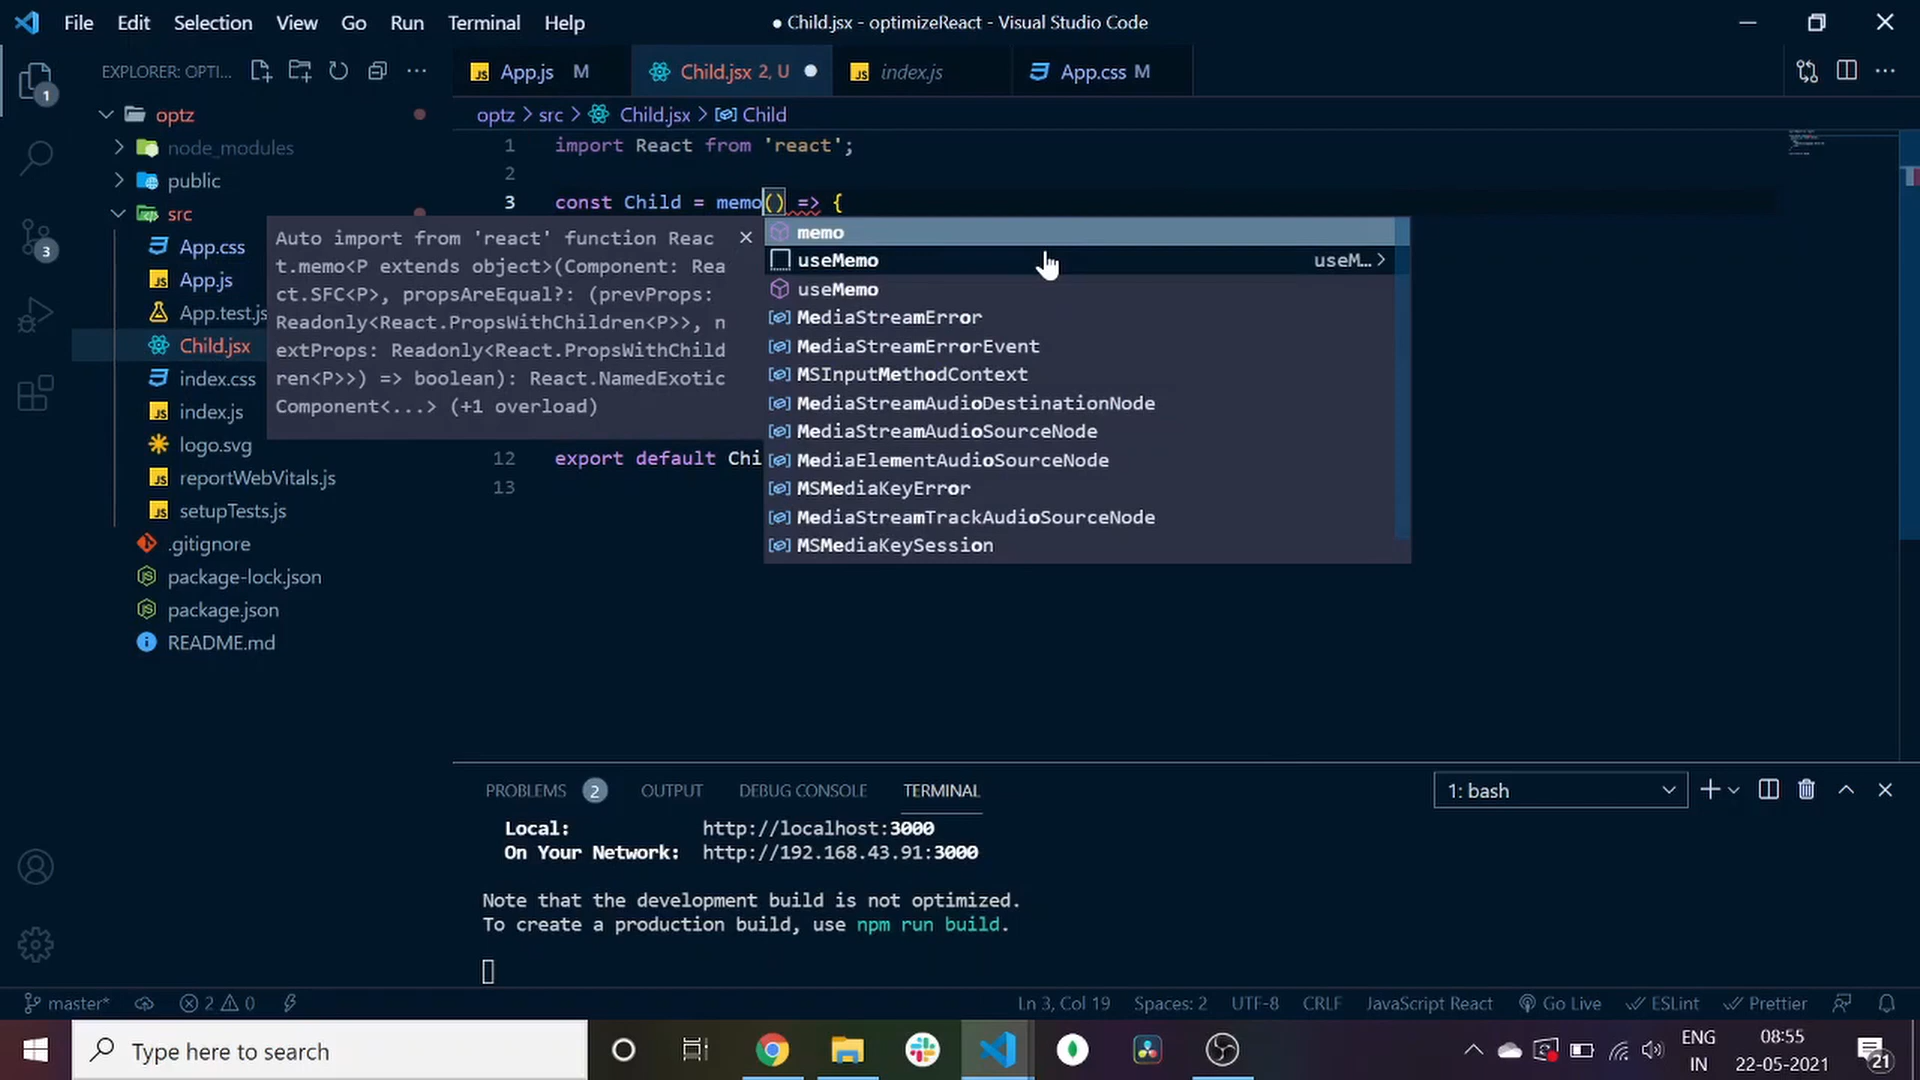 File Edit Selection View Go Run Terminal Help
● Child.jsx - optimizeReact - Visual Studio Code
EXPLORER: OPTI...
App.js M
Child.jsx 2, U
index.js
App.css M
optz > src > Child.jsx > Child
1
3
optz
node_modules
public
src
App.css
App.js
App.test.js
Child.jsx
index.css
index.js
logo.svg
reportWebVitals.js
setupTests.js
.gitignore
package-lock.json
package.json
README.md
1 import React from 'react';
2
3 const Child = memo() => {
Auto import from 'react' function Reac
t.memo<P extends object>(Component: Rea
ct.SFC<P>, propsAreEqual?: (prevProps:
Readonly<React.PropsWithChildren<P>>, n
extProps: Readonly<React.PropsWithChild
ren<P>>) => boolean): React.NamedExotic
Component<...> (+1 overload)
memo
useMemo useM... >
useMemo
MediaStreamError
MediaStreamErrorEvent
MSInputMethodContext
MediaStreamAudioDestinationNode
MediaStreamAudioSourceNode
MediaElementAudioSourceNode
MSMediaKeyError
MediaStreamTrackAudioSourceNode
MSMediaKeySession
12 export default Chi
13
PROBLEMS 2 OUTPUT DEBUG CONSOLE TERMINAL
1: bash
Local: http://localhost:3000
On Your Network: http://192.168.43.91:3000
Note that the development build is not optimized.
To create a production build, use npm run build.
master* 2 0
Ln 3, Col 19 Spaces: 2 UTF-8 CRLF JavaScript React Go Live ESLint Prettier
Type here to search
ENG
IN
08:55
22-05-2021
21